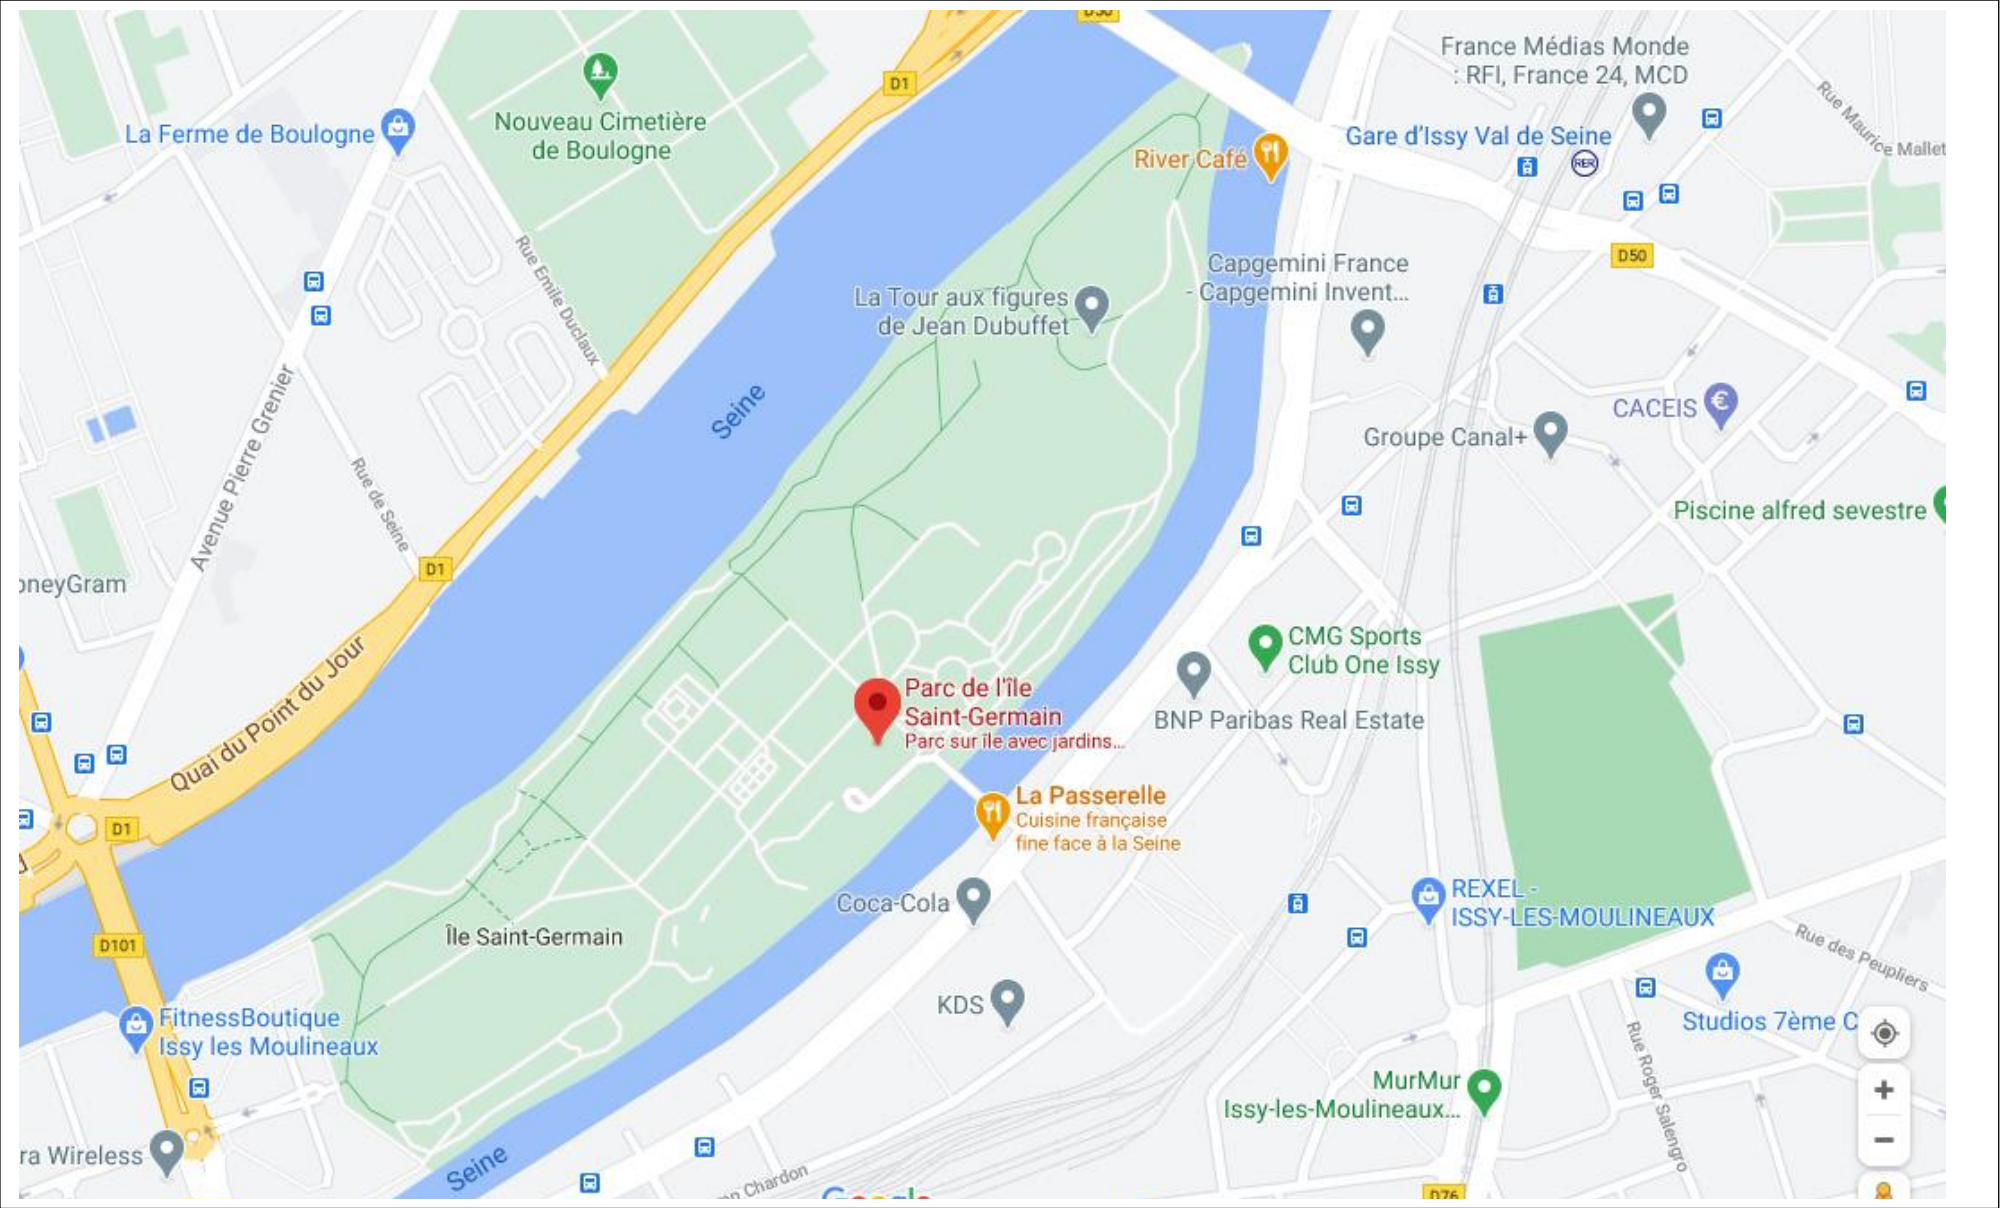 D50
France Médias Monde
: RFI, France 24, MCD
D1
Nouveau Cimetière
de Boulogne
La Ferme de Boulogne
Rue Maurice Mallet
Gare d'Issy Val de Seine
RER
River Café
D50
Rue Emile Duclaux
Capgemini France
- Capgemini Invent...
La Tour aux figures
de Jean Dubuffet
Seine
CACEIS
€
Groupe Canal+
Avenue Pierre Grenier
Rue de Seine
Piscine alfred sevestre
D1
oneyGram
CMG Sports
Club One Issy
Quai du Point du Jour
Parc de l'île
Saint-Germain
Parc sur île avec jardins...
BNP Paribas Real Estate
La Passerelle
Cuisine française
fine face à la Seine
D1
Coca-Cola
REXEL -
ISSY-LES-MOULINEAUX
Île Saint-Germain
D101
Rue des Peupliers
KDS
FitnessBoutique
Issy les Moulineaux
Studios 7ème C
Rue Roger Salengro
MurMur
Issy-les-Moulineaux...
+
−
ra Wireless
Seine
Chardon
Google
D76